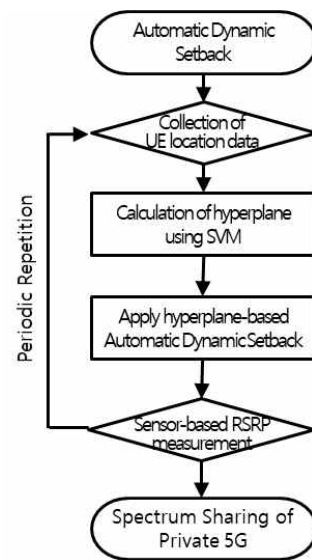 Automatic Dynamic
Setback
Collection of
UE location data
Calculation of hyperplane
using SVM
Apply hyperplane-based
Automatic Dynamic Setback
Sensor-based RSRP
measurement
Spectrum Sharing of
Private 5G
Periodic Repetition